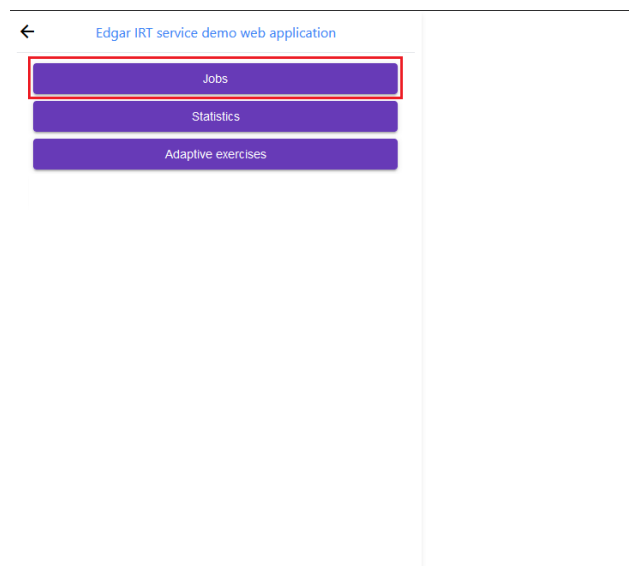 Edgar IRT service demo web application
Jobs
Statistics
Adaptive exercises